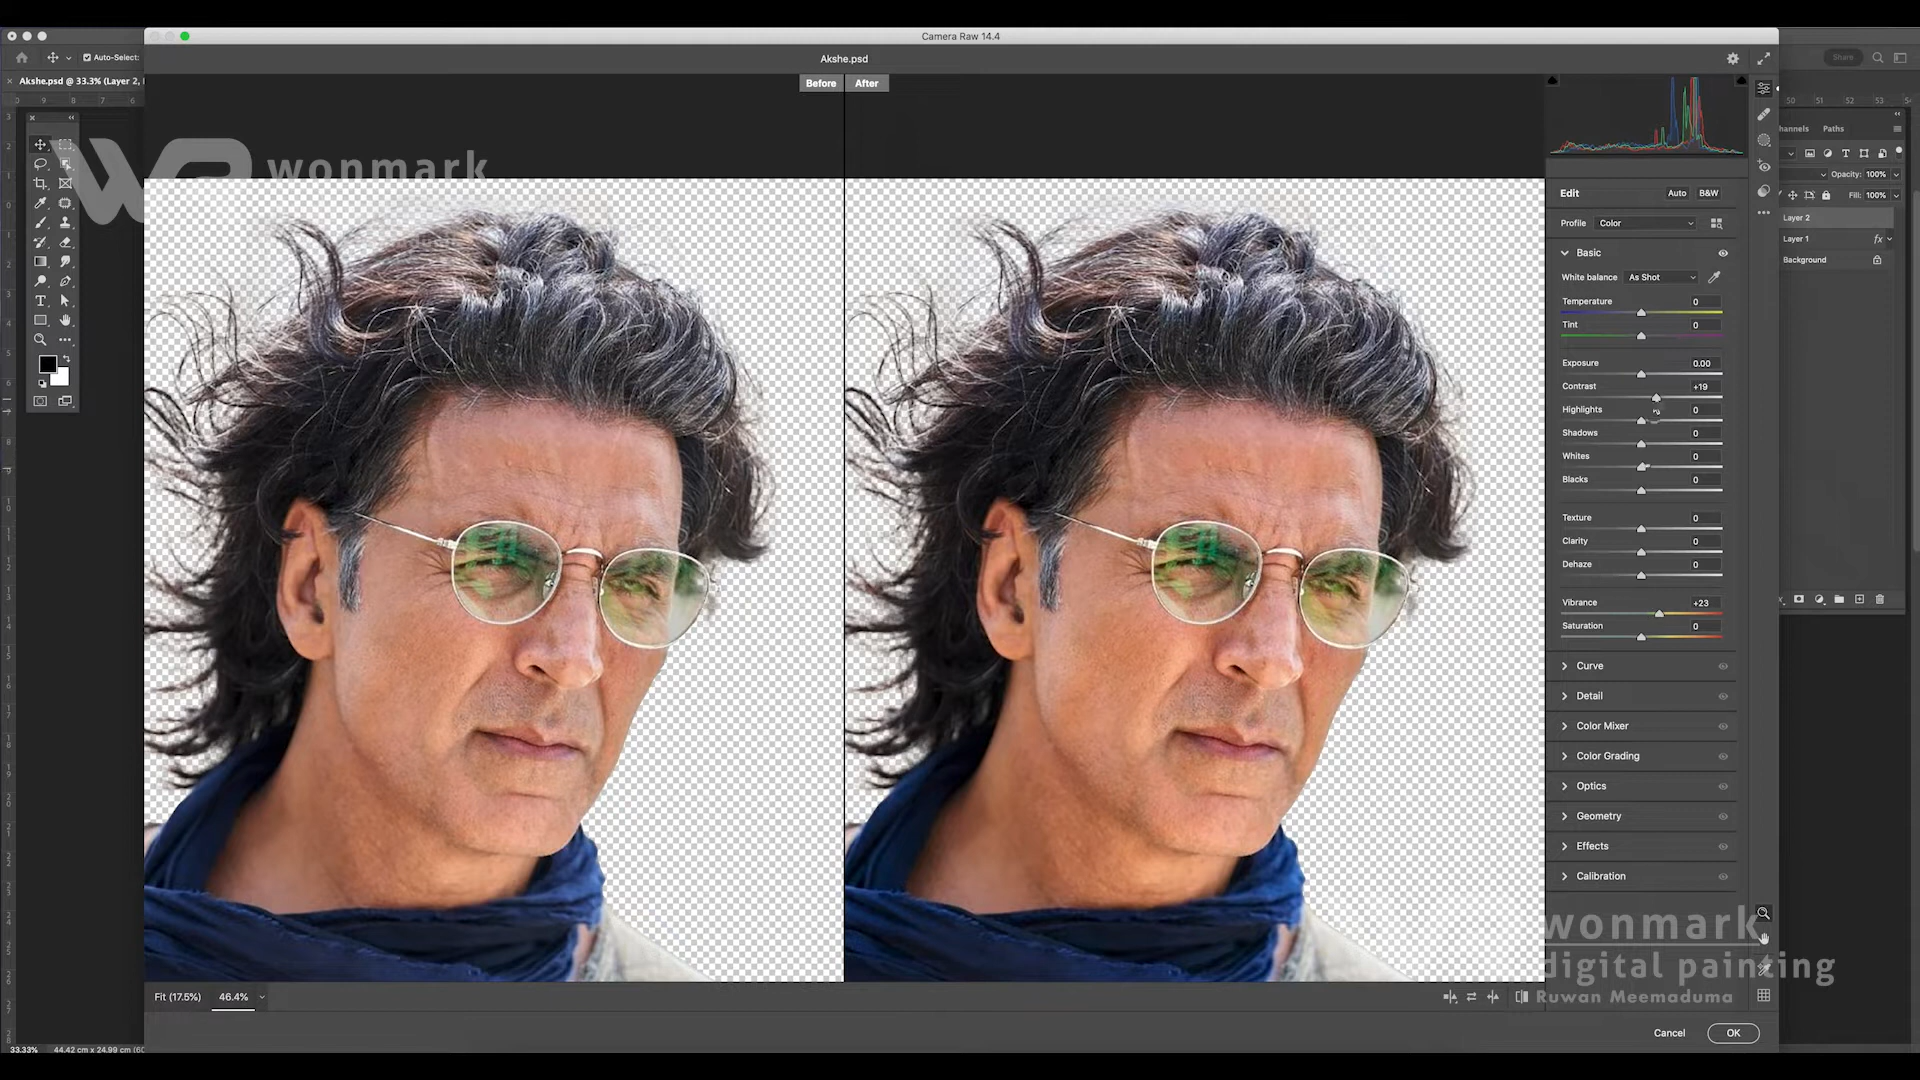 Camera Raw 14.4
Auto-Select:
Akshe.psd
Share
Akshe.psd @ 33.3% (Layer 2,
Before
After
wonmark
Channels
Paths
Opacity: 100%
Fill: 100%
Layer 2
Layer 1
fx
Background
Edit
Auto
B&W
Profile
Color
Basic
White balance
As Shot
Temperature
0
Tint
0
Exposure
0.00
Contrast
+19
Highlights
0
Shadows
0
Whites
0
Blacks
0
Texture
0
Clarity
0
Dehaze
0
Vibrance
+23
Saturation
0
Curve
Detail
Color Mixer
Color Grading
Optics
Geometry
Effects
Calibration
wonmark
digital painting
Ruwan Meemaduma
Fit (17.5%)
46.4%
Cancel
OK
33.33%
44.42 cm x 24.99 cm